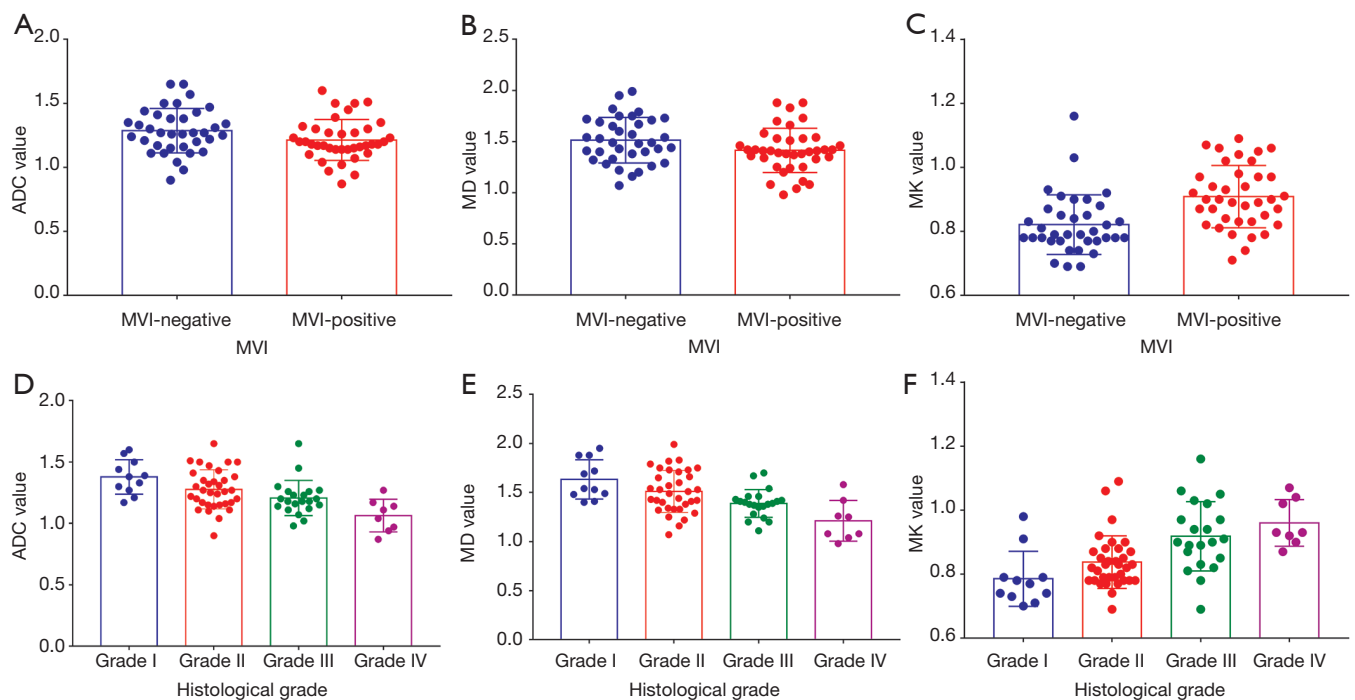 A
2.0
1.5
1.0
0.5
0.0
ADC value
MVI-negative MVI-positive
MVI
B
2.5
2.0
1.5
1.0
0.5
0.0
MD value
MVI-negative MVI-positive
MVI
C
1.4
1.2
1.0
0.8
0.6
MK value
MVI-negative MVI-positive
MVI
D
2.0
1.5
1.0
0.5
0.0
ADC value
Grade I Grade II Grade III Grade IV
Histological grade
E
2.5
2.0
1.5
1.0
0.5
0.0
MD value
Grade I Grade II Grade III Grade IV
Histological grade
F
1.4
1.2
1.0
0.8
0.6
MK value
Grade I Grade II Grade III Grade IV
Histological grade